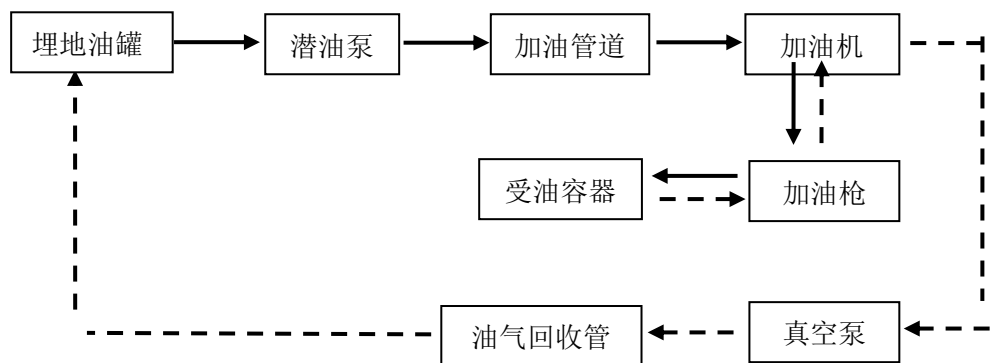 埋地油罐
潜油泵
加油管道
加油机
受油容器
加油枪
油气回收管
真空泵